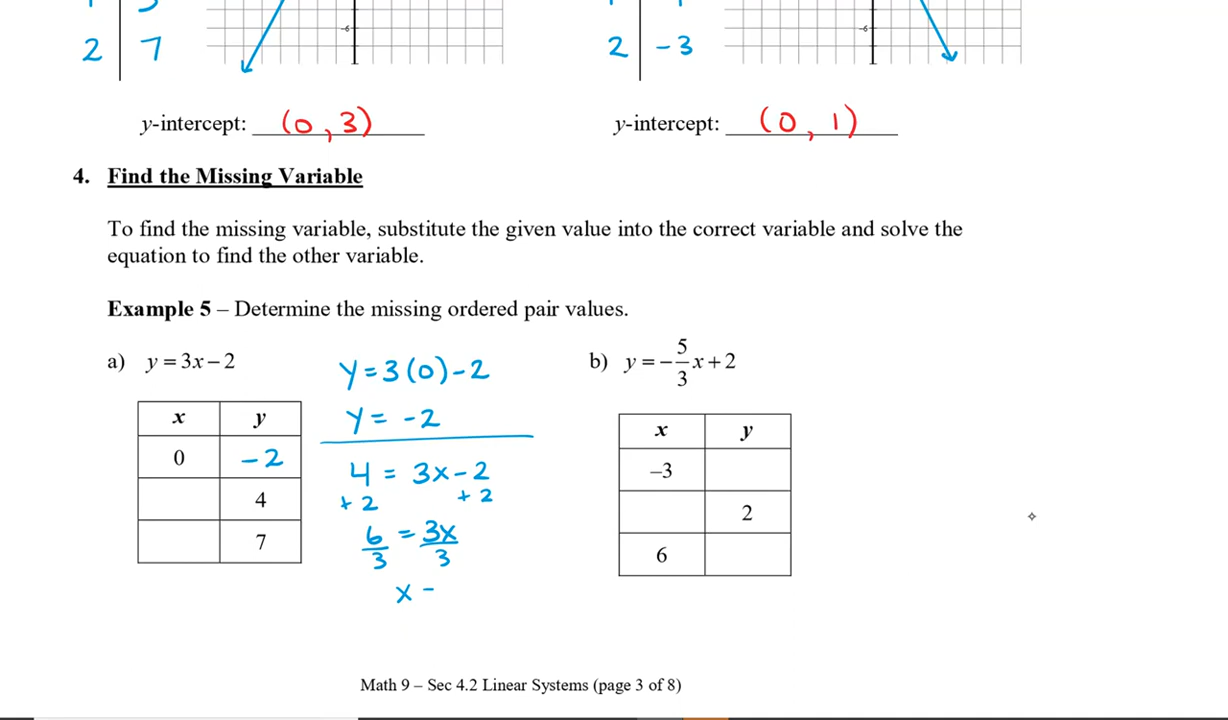 2 7
2 -3
-6
-6
y-intercept: (0, 3)
y-intercept: (0, 1)
4. Find the Missing Variable
To find the missing variable, substitute the given value into the correct variable and solve the
equation to find the other variable.
Example 5 – Determine the missing ordered pair values.
a) y = 3x – 2
y = 3(0) - 2
y = -2
4 = 3x - 2
+ 2 + 2
6/3 = 3x/3
x =
x y
0 -2
4
7
b) y = –5/3 x + 2
x y
–3
2
6
Math 9 – Sec 4.2 Linear Systems (page 3 of 8)